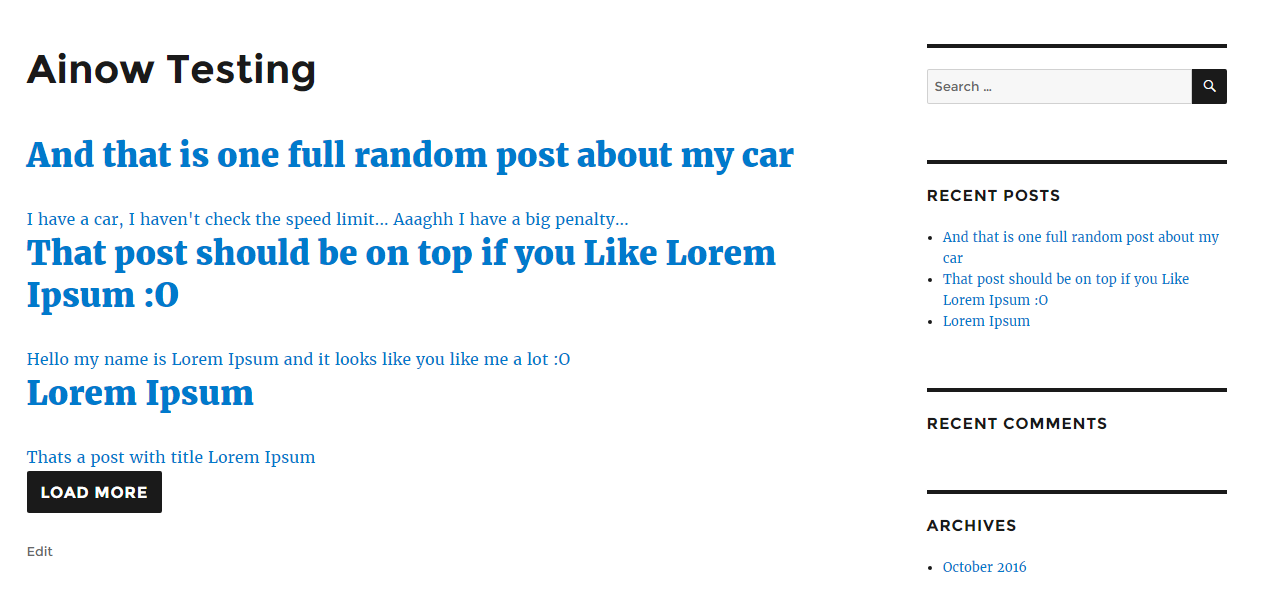 Ainow Testing
And that is one full random post about my car
I have a car, I haven't check the speed limit... Aaaghh I have a big penalty...
That post should be on top if you Like Lorem
Ipsum :O
Hello my name is Lorem Ipsum and it looks like you like me a lot :O
Lorem Ipsum
Thats a post with title Lorem Ipsum
LOAD MORE
Edit
Search ...
RECENT POSTS
And that is one full random post about my
car
That post should be on top if you Like
Lorem Ipsum :O
Lorem Ipsum
RECENT COMMENTS
ARCHIVES
October 2016